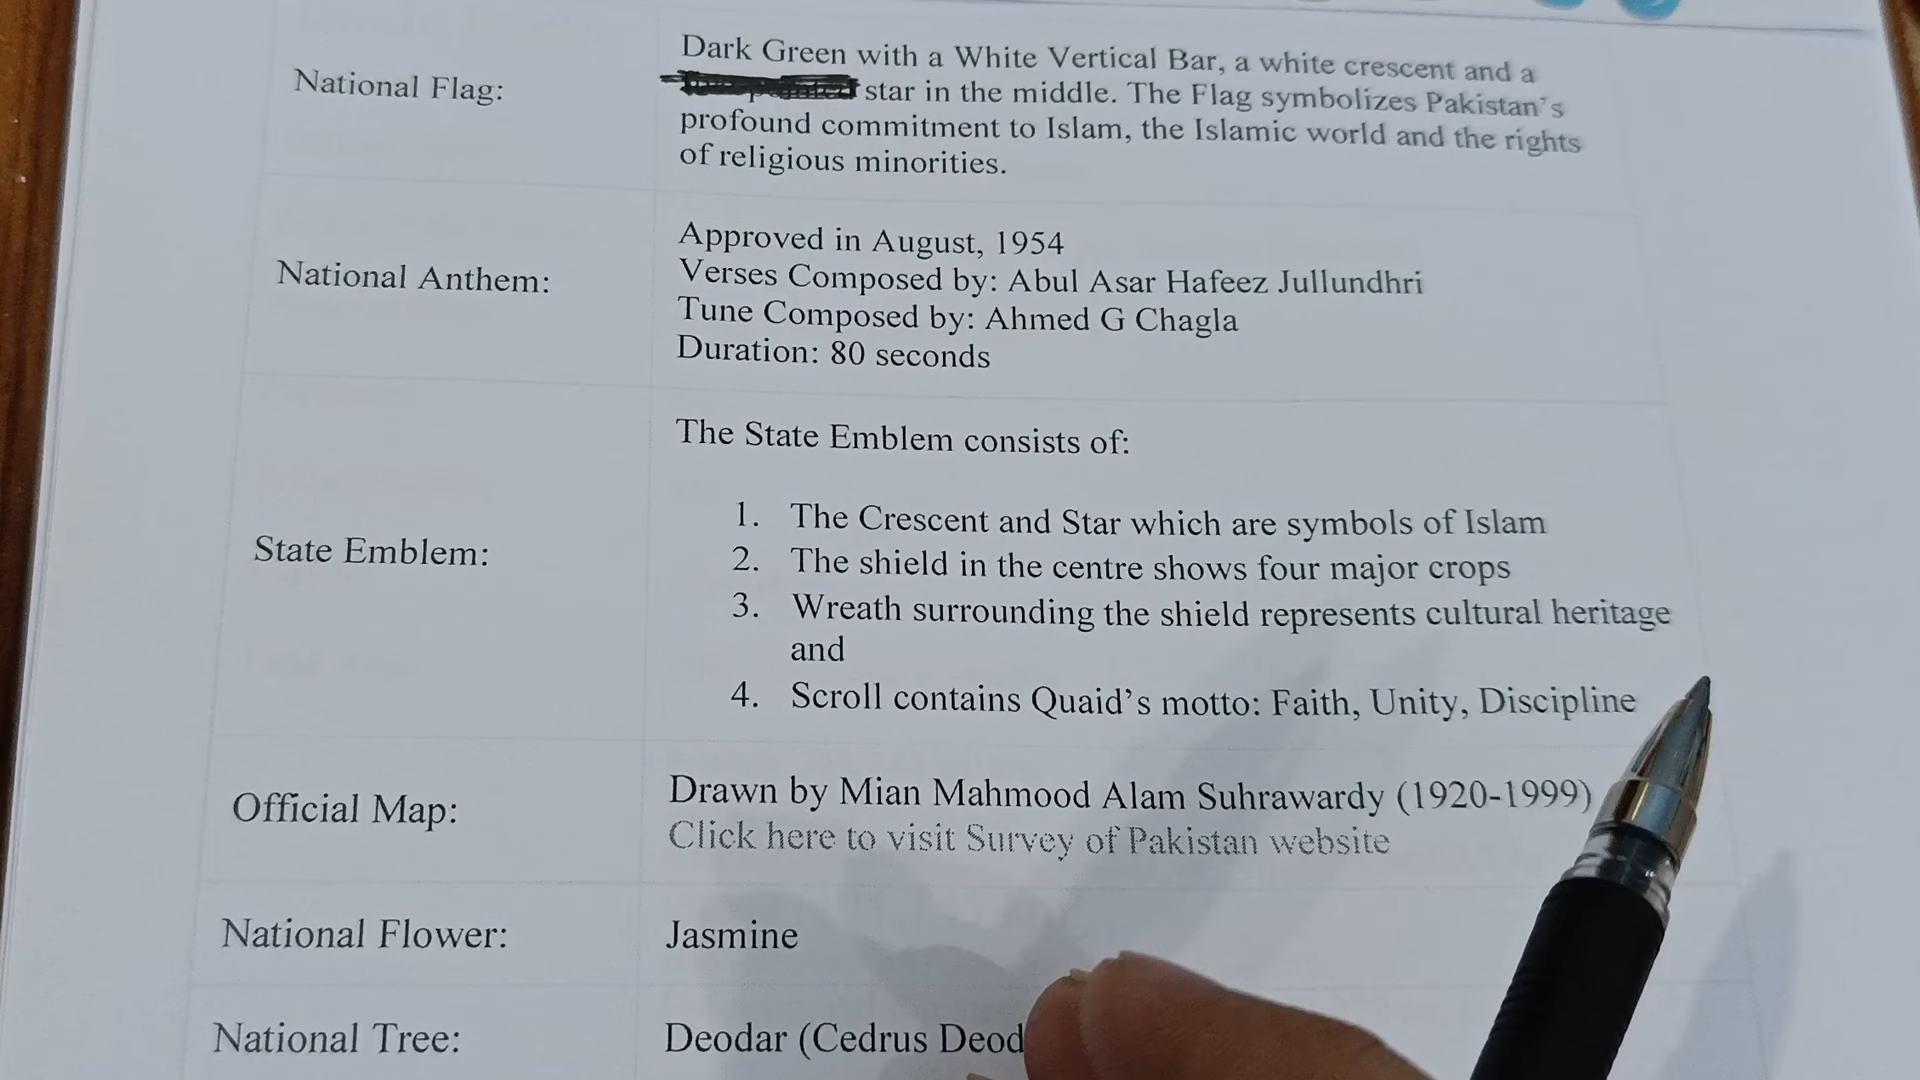 National Flag:
Dark Green with a White Vertical Bar, a white crescent and a
star in the middle. The Flag symbolizes Pakistan's
profound commitment to Islam, the Islamic world and the rights
of religious minorities.
National Anthem:
Approved in August, 1954
Verses Composed by: Abul Asar Hafeez Jullundhri
Tune Composed by: Ahmed G Chagla
Duration: 80 seconds
State Emblem:
The State Emblem consists of:
1. The Crescent and Star which are symbols of Islam
2. The shield in the centre shows four major crops
3. Wreath surrounding the shield represents cultural heritage
and
4. Scroll contains Quaid's motto: Faith, Unity, Discipline
Official Map:
Drawn by Mian Mahmood Alam Suhrawardy (1920-1999)
Click here to visit Survey of Pakistan website
National Flower:
Jasmine
National Tree:
Deodar (Cedrus Deod